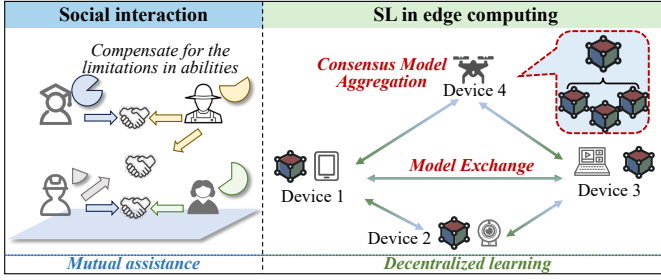 Social interaction
SL in edge computing
Compensate for the
limitations in abilities
Consensus Model
Aggregation
Device 4
Model Exchange
Device 1
Device 3
Device 2
Mutual assistance
Decentralized learning